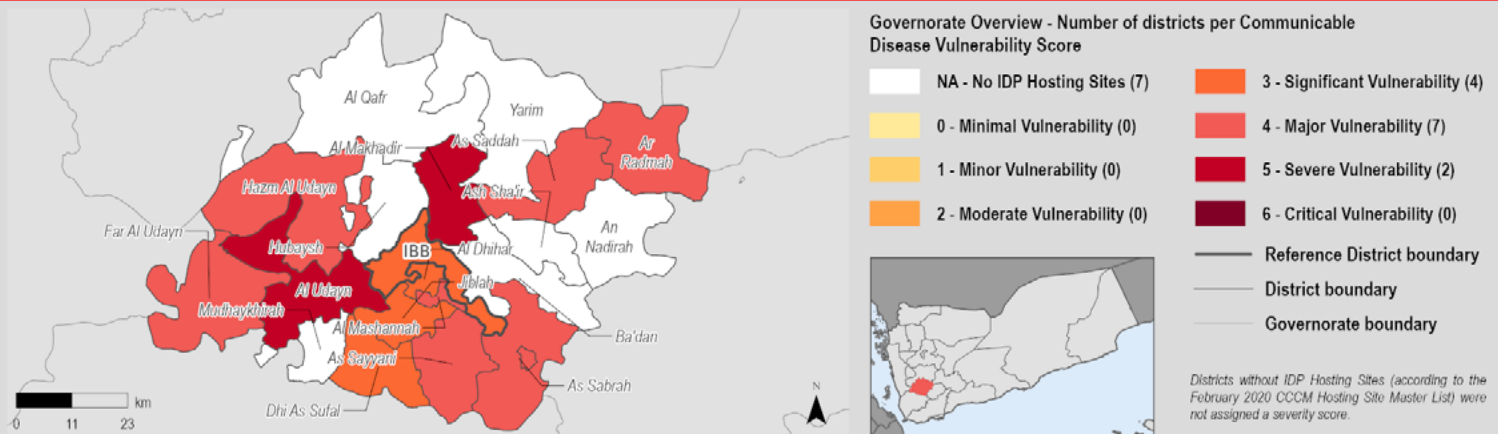 Al Qafr
Yarim
Al Makhadir
As Saddah
Ar
Radmah
Hazm Al Udayn
Ash Sha'ir
Far Al Udayn
Hubaysh
IBB
Al Dhihar
An
Nadirah
Al Udayn
Jiblah
Mudhaykhirah
Al Mashannah
Ba'dan
As Sayyani
As Sabrah
Dhi As Sufal
km
0 11 23
N
Governorate Overview - Number of districts per Communicable
Disease Vulnerability Score
NA - No IDP Hosting Sites (7)
0 - Minimal Vulnerability (0)
1 - Minor Vulnerability (0)
2 - Moderate Vulnerability (0)
3 - Significant Vulnerability (4)
4 - Major Vulnerability (7)
5 - Severe Vulnerability (2)
6 - Critical Vulnerability (0)
Reference District boundary
District boundary
Governorate boundary
Districts without IDP Hosting Sites (according to the
February 2020 CCCM Hosting Site Master List) were
not assigned a severity score.